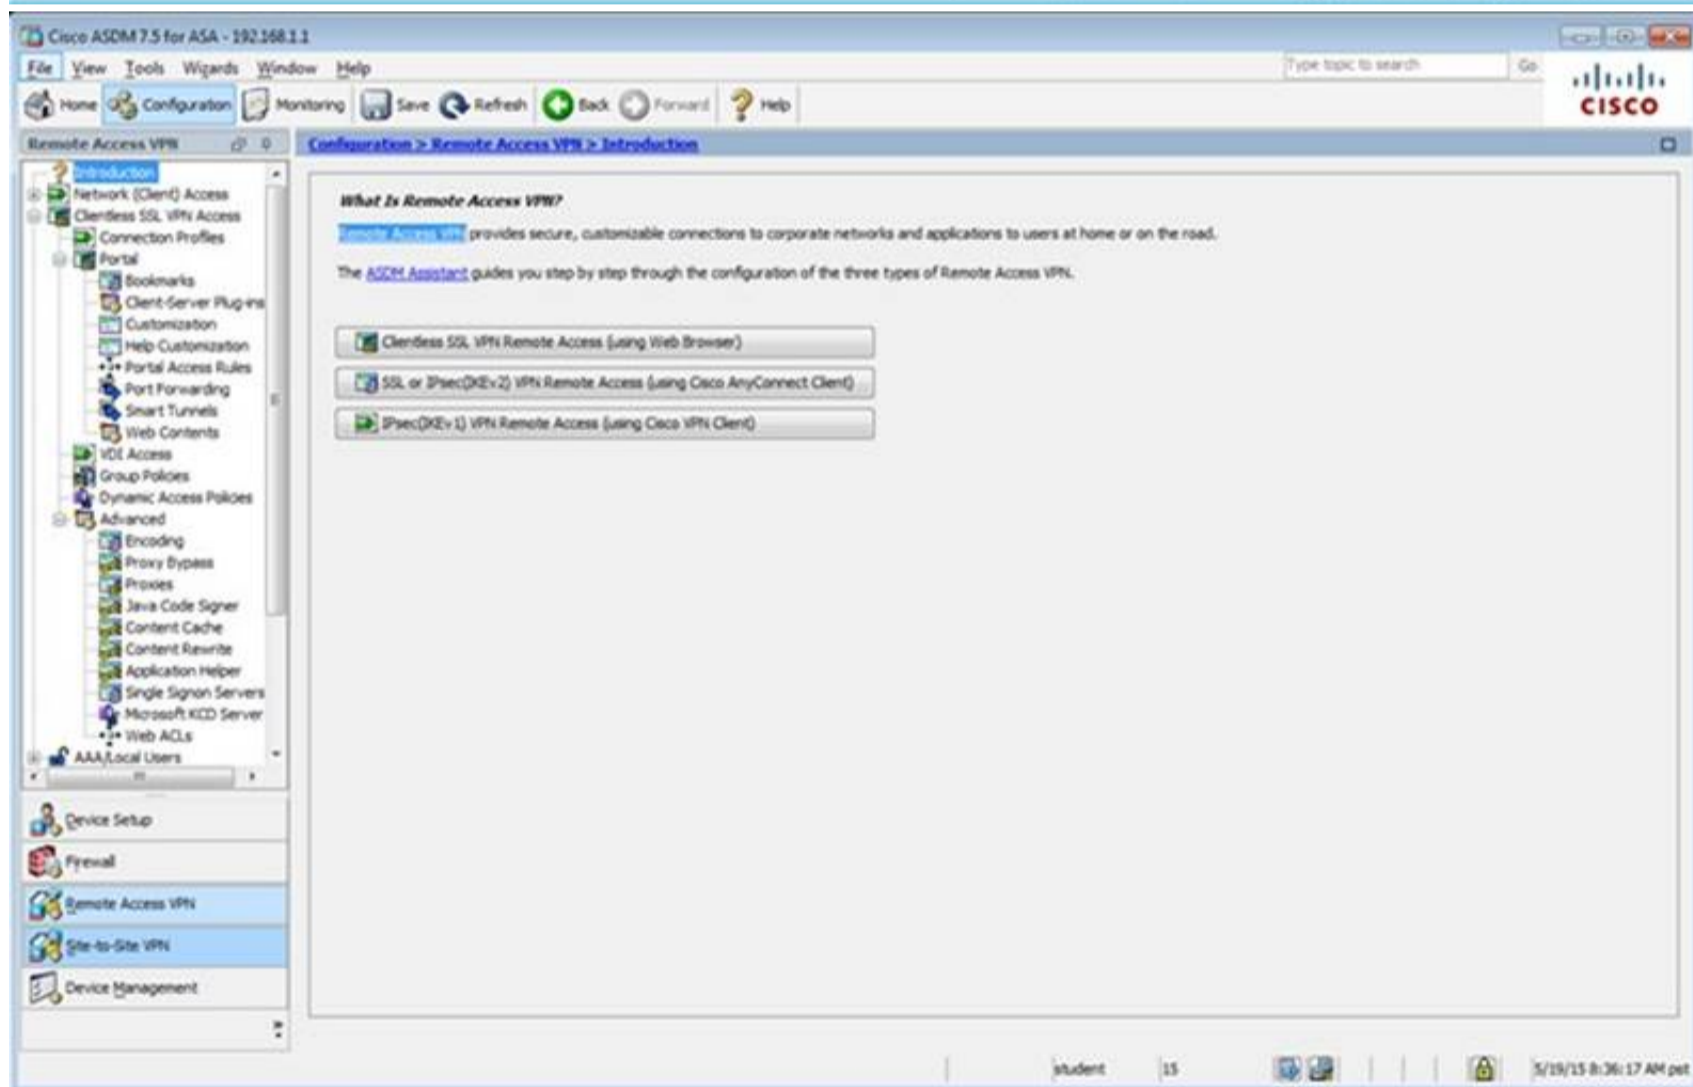 Cisco ASDM 7.5 for ASA - 192.168.1.1
File View Tools Wizards Window Help
Type topic to search Go
Home Configuration Monitoring Save Refresh Back Forward Help
CISCO
Remote Access VPN
Configuration > Remote Access VPN > Introduction
Introduction
Network (Client) Access
Clientless SSL VPN Access
Connection Profiles
Portal
Bookmarks
Client-Server Plug-ins
Customization
Help Customization
Portal Access Rules
Port Forwarding
Smart Tunnels
Web Contents
VDI Access
Group Policies
Dynamic Access Policies
Advanced
Encoding
Proxy Bypass
Proxies
Java Code Signer
Content Cache
Content Rewrite
Application Helper
Single Signon Servers
Microsoft KCD Server
Web ACLs
AAA/Local Users
Device Setup
Firewall
Remote Access VPN
Site-to-Site VPN
Device Management
What Is Remote Access VPN?
Remote Access VPN provides secure, customizable connections to corporate networks and applications to users at home or on the road.
The ASDM Assistant guides you step by step through the configuration of the three types of Remote Access VPN.
Clientless SSL VPN Remote Access (using Web Browser)
SSL or IPsec(IKEv2) VPN Remote Access (using Cisco AnyConnect Client)
IPsec(IKEv1) VPN Remote Access (using Cisco VPN Client)
student 15 5/19/15 8:36:17 AM pst